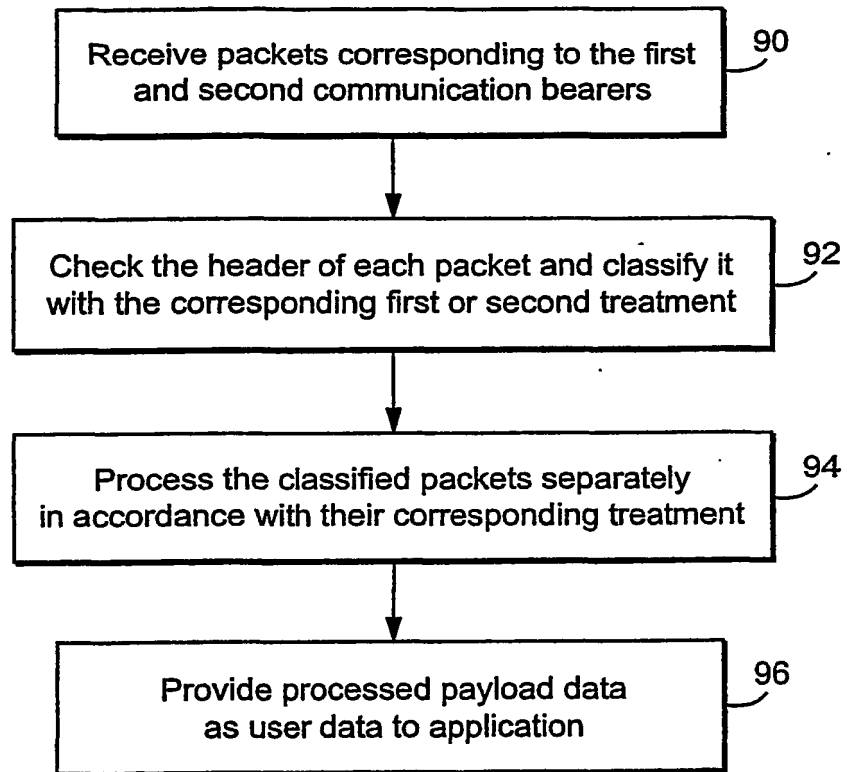 Receive packets corresponding to the first
and second communication bearers
90
Check the header of each packet and classify it
with the corresponding first or second treatment
92
Process the classified packets separately
in accordance with their corresponding treatment
94
Provide processed payload data
as user data to application
96